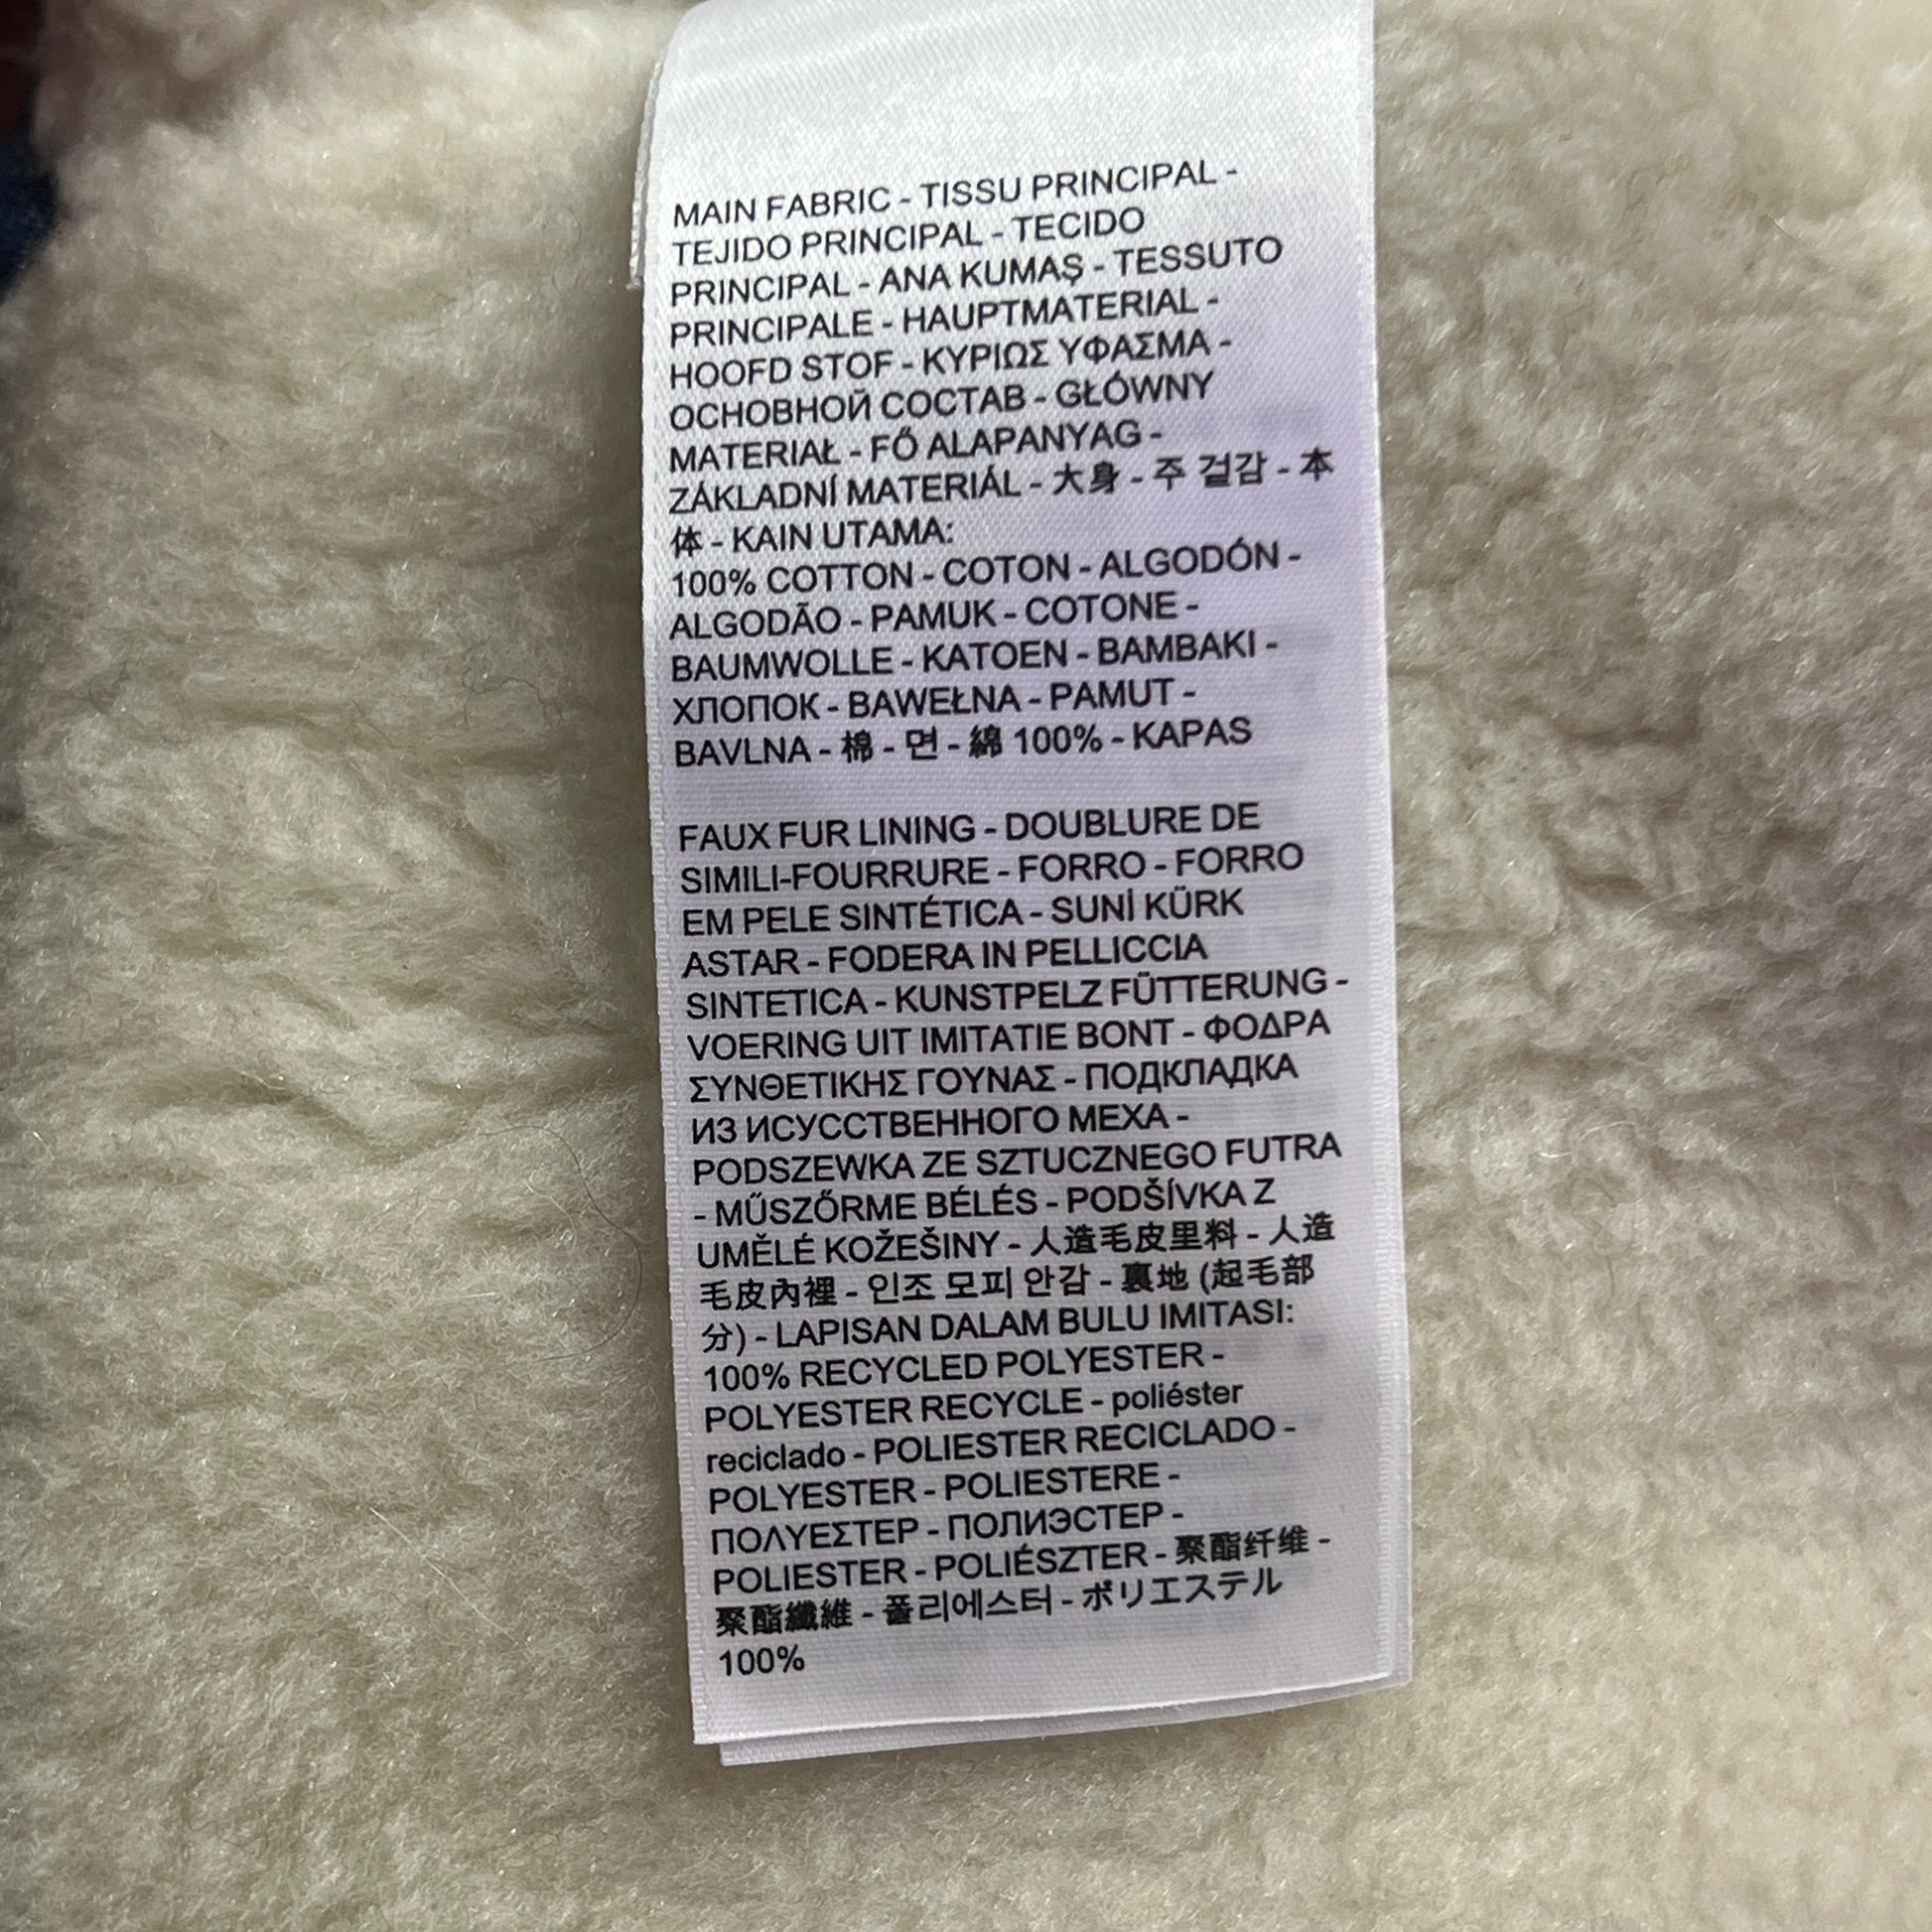 MAIN FABRIC - TISSU PRINCIPAL -
TEJIDO PRINCIPAL - TECIDO
PRINCIPAL - ANA KUMAŞ - TESSUTO
PRINCIPALE - HAUPTMATERIAL -
HOOFD STOF - ΚΥΡΙΩΣ ΥΦΑΣΜΑ -
ОСНОВНОЙ СОСТАВ - GŁÓWNY
MATERIAŁ - FŐ ALAPANYAG -
ZÁKLADNÍ MATERIÁL - 大身 - 주 겉감 - 本
体 - KAIN UTAMA:
100% COTTON - COTON - ALGODÓN -
ALGODÃO - PAMUK - COTONE -
BAUMWOLLE - KATOEN - BAMBAKI -
ХЛОПОК - BAWEŁNA - PAMUT -
BAVLNA - 棉 - 면 - 綿 100% - KAPAS
FAUX FUR LINING - DOUBLURE DE
SIMILI-FOURRURE - FORRO - FORRO
EM PELE SINTÉTICA - SUNİ KÜRK
ASTAR - FODERA IN PELLICCIA
SINTETICA - KUNSTPELZ FÜTTERUNG -
VOERING UIT IMITATIE BONT - ΦΟΔΡΑ
ΣΥΝΘΕΤΙΚΗΣ ΓΟΥΝΑΣ - ПОДКЛАДКА
ИЗ ИСУССТВЕННОГО МЕХА -
PODSZEWKA ZE SZTUCZNEGO FUTRA
- MŰSZŐRME BÉLÉS - PODŠÍVKA Z
UMĚLÉ KOŽEŠINY - 人造毛皮里料 - 人造
毛皮內裡 - 인조 모피 안감 - 裏地 (起毛部
分) - LAPISAN DALAM BULU IMITASI:
100% RECYCLED POLYESTER -
POLYESTER RECYCLE - poliéster
reciclado - POLIESTER RECICLADO -
POLYESTER - POLIESTERE -
ΠΟΛΥΕΣΤΕΡ - ПОЛИЭСТЕР -
POLIESTER - POLIÉSZTER - 聚酯纤维 -
聚酯纖維 - 폴리에스터 - ポリエステル
100%